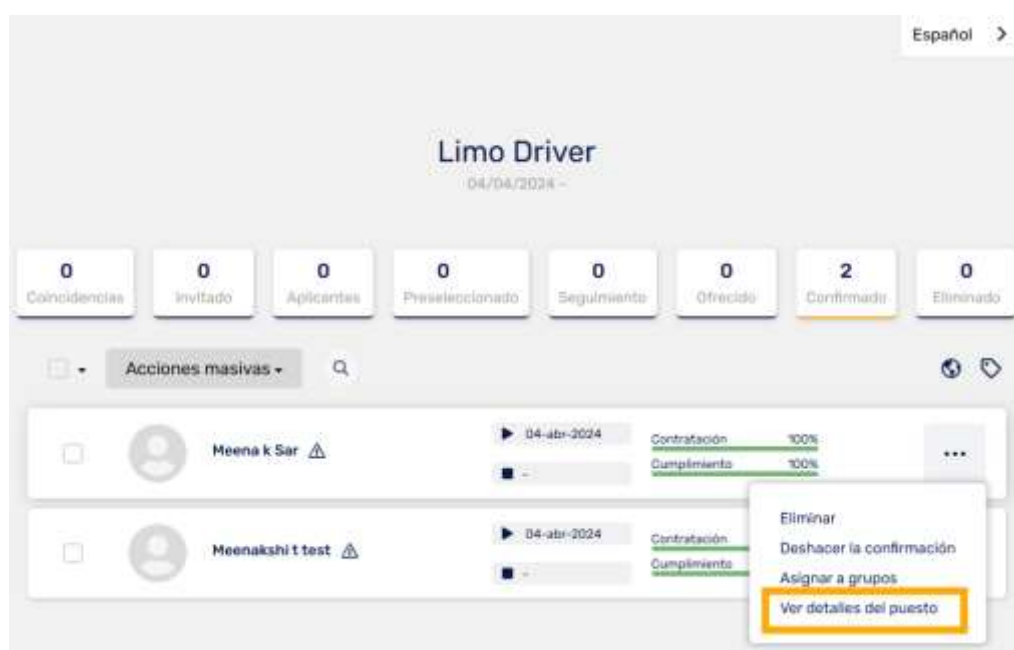 Español
Limo Driver
04/04/2024 -
0 0 0 0 0 0 2 0
Coincidencias Invitado Aplicantes Preseleccionado Seguimiento Ofrecido Confirmado Eliminado
Acciones masivas
Meena k Sar 04-abr-2024 Contratación 100%
- Cumplimiento 100%
Meenakshi t test 04-abr-2024 Contratación
- Cumplimiento
Eliminar
Deshacer la confirmación
Asignar a grupos
Ver detalles del puesto